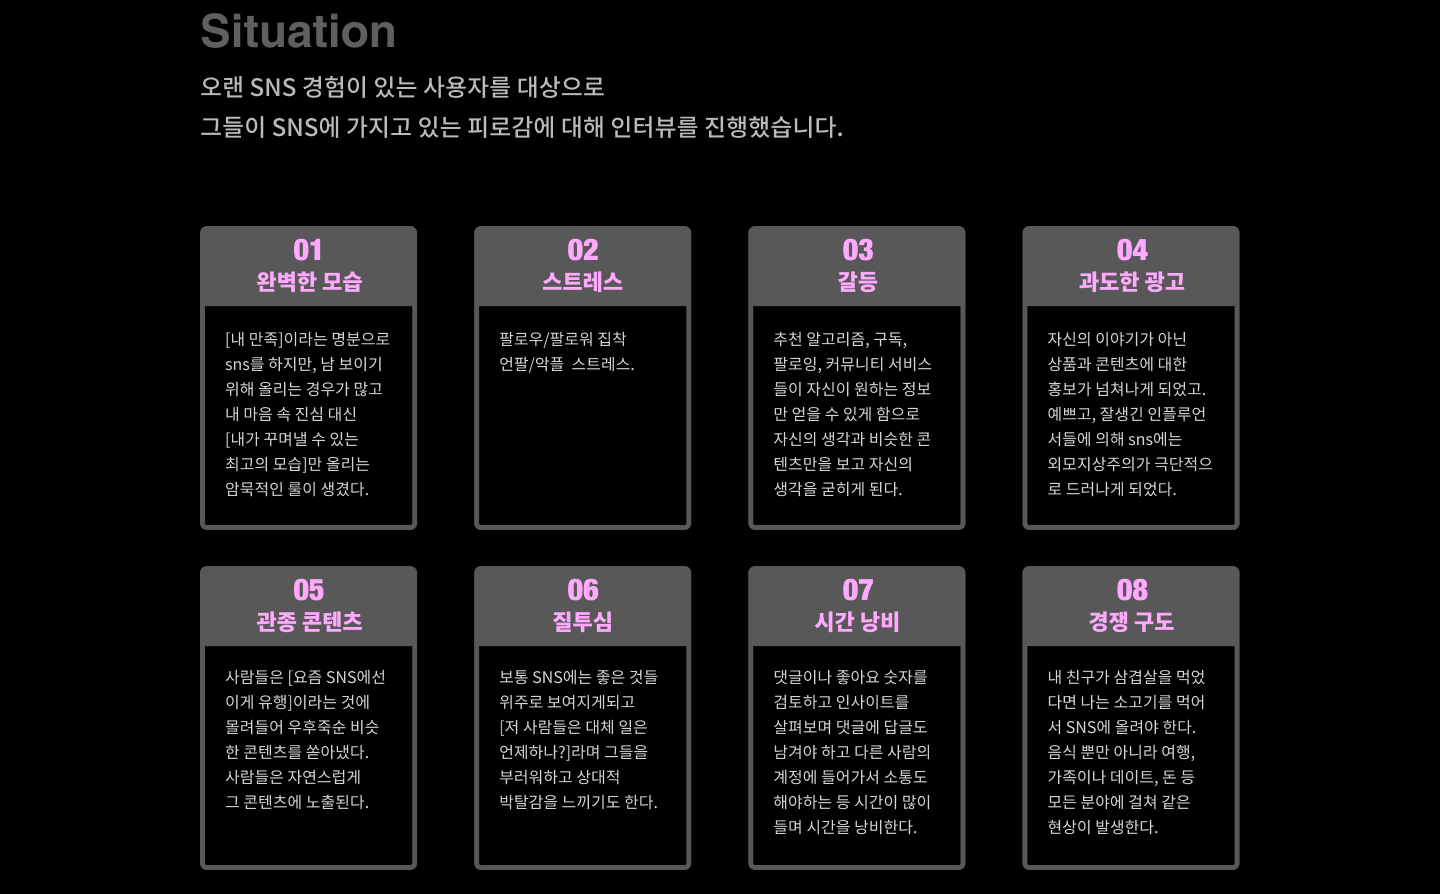 Situation
오랜 SNS 경험이 있는 사용자를 대상으로
그들이 SNS에 가지고 있는 피로감에 대해 인터뷰를 진행했습니다.
01
완벽한 모습
[내 만족]이라는 명분으로
sns를 하지만, 남 보이기
위해 올리는 경우가 많고
내 마음 속 진심 대신
[내가 꾸며낼 수 있는
최고의 모습]만 올리는
암묵적인 룰이 생겼다.
02
스트레스
팔로우/팔로워 집착
언팔/악플  스트레스.
03
갈등
추천 알고리즘, 구독,
팔로잉, 커뮤니티 서비스
들이 자신이 원하는 정보
만 얻을 수 있게 함으로
자신의 생각과 비슷한 콘
텐츠만을 보고 자신의
생각을 굳히게 된다.
04
과도한 광고
자신의 이야기가 아닌
상품과 콘텐츠에 대한
홍보가 넘쳐나게 되었고.
예쁘고, 잘생긴 인플루언
서들에 의해 sns에는
외모지상주의가 극단적으
로 드러나게 되었다.
05
관종 콘텐츠
사람들은 [요즘 SNS에선
이게 유행]이라는 것에
몰려들어 우후죽순 비슷
한 콘텐츠를 쏟아냈다.
사람들은 자연스럽게
그 콘텐츠에 노출된다.
06
질투심
보통 SNS에는 좋은 것들
위주로 보여지게되고
[저 사람들은 대체 일은
언제하나?]라며 그들을
부러워하고 상대적
박탈감을 느끼기도 한다.
07
시간 낭비
댓글이나 좋아요 숫자를
검토하고 인사이트를
살펴보며 댓글에 답글도
남겨야 하고 다른 사람의
계정에 들어가서 소통도
해야하는 등 시간이 많이
들며 시간을 낭비한다.
08
경쟁 구도
내 친구가 삼겹살을 먹었
다면 나는 소고기를 먹어
서 SNS에 올려야 한다.
음식 뿐만 아니라 여행,
가족이나 데이트, 돈 등
모든 분야에 걸쳐 같은
현상이 발생한다.